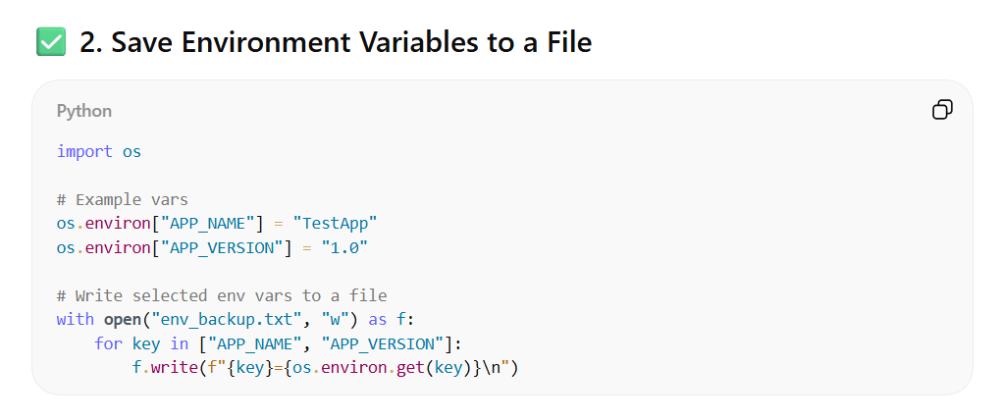 ✅ 2. Save Environment Variables to a File
Python
import os
# Example vars
os.environ["APP_NAME"] = "TestApp"
os.environ["APP_VERSION"] = "1.0"
# Write selected env vars to a file
with open("env_backup.txt", "w") as f:
    for key in ["APP_NAME", "APP_VERSION"]:
        f.write(f"{key}={os.environ.get(key)}\n")